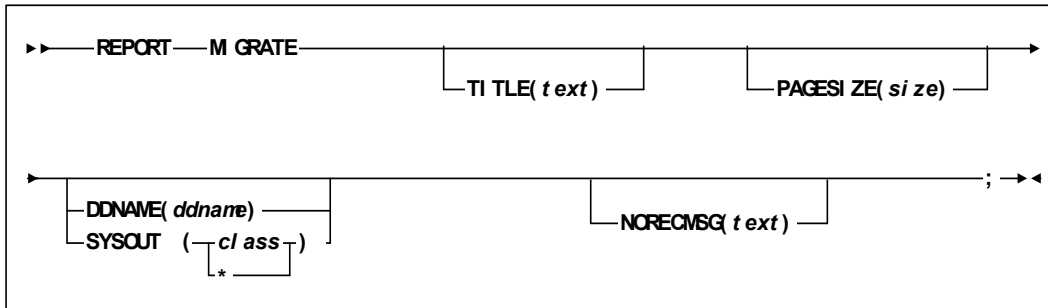 REPORT MIGRATE
TITLE(text) PAGESIZE(size)
DDNAME(ddname) ;
SYSOUT (class)
*
NORECMSG(text)